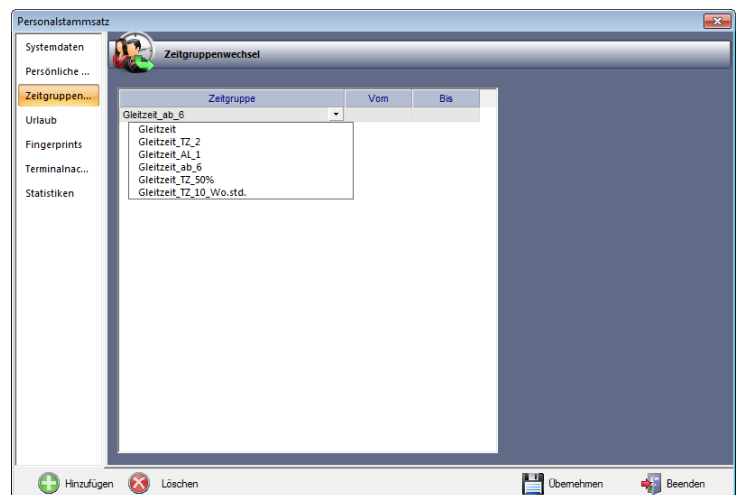 Personalstammsatz
Systemdaten
Persönliche ...
Zeitgruppen...
Urlaub
Fingerprints
Terminalnac...
Statistiken
Zeitgruppenwechsel
Zeitgruppe Vom Bis
Gleitzeit_ab_6
Gleitzeit
Gleitzeit_TZ_2
Gleitzeit_AL_1
Gleitzeit_ab_6
Gleitzeit_TZ_50%
Gleitzeit_TZ_10_Wo.std.
Hinzufügen Löschen Übernehmen Beenden